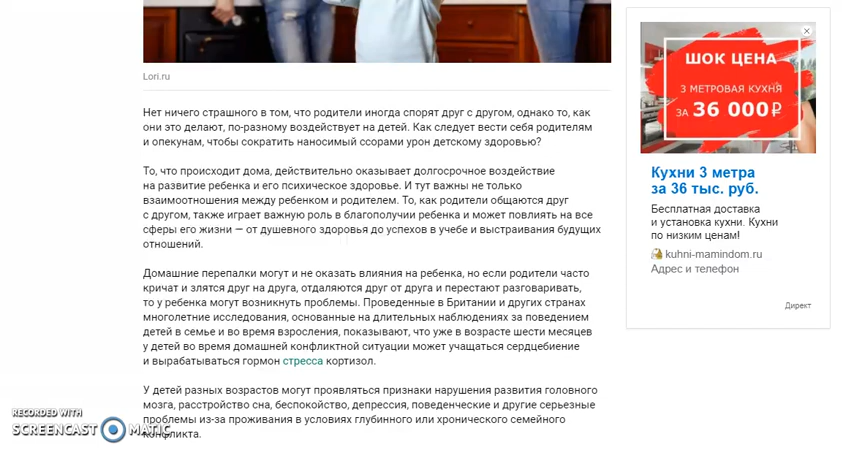 Lori.ru
Нет ничего страшного в том, что родители иногда спорят друг с другом, однако то, как
они это делают, по-разному воздействует на детей. Как следует вести себя родителям
и опекунам, чтобы сократить наносимый ссорами урон детскому здоровью?
То, что происходит дома, действительно оказывает долгосрочное воздействие
на развитие ребенка и его психическое здоровье. И тут важны не только
взаимоотношения между ребенком и родителем. То, как родители общаются друг
с другом, также играет важную роль в благополучии ребенка и может повлиять на все
сферы его жизни — от душевного здоровья до успехов в учебе и выстраивания будущих
отношений.
Домашние перепалки могут и не оказать влияния на ребенка, но если родители часто
кричат и злятся друг на друга, отдаляются друг от друга и перестают разговаривать,
то у ребенка могут возникнуть проблемы. Проведенные в Британии и других странах
многолетние исследования, основанные на длительных наблюдениях за поведением
детей в семье и во время взросления, показывают, что уже в возрасте шести месяцев
у детей во время домашней конфликтной ситуации может учащаться сердцебиение
и вырабатываться гормон стресса кортизол.
У детей разных возрастов могут проявляться признаки нарушения развития головного
мозга, расстройство сна, беспокойство, депрессия, поведенческие и другие серьезные
проблемы из-за проживания в условиях глубинного или хронического семейного
конфликта.
ШОК ЦЕНА
3 МЕТРОВАЯ КУХНЯ
ЗА 36 000₽
Кухни 3 метра
за 36 тыс. руб.
Бесплатная доставка
и установка кухни. Кухни
по низким ценам!
kuhni-mamindom.ru
Адрес и телефон
Директ
RECORDED WITH
SCREENCAST MATIC